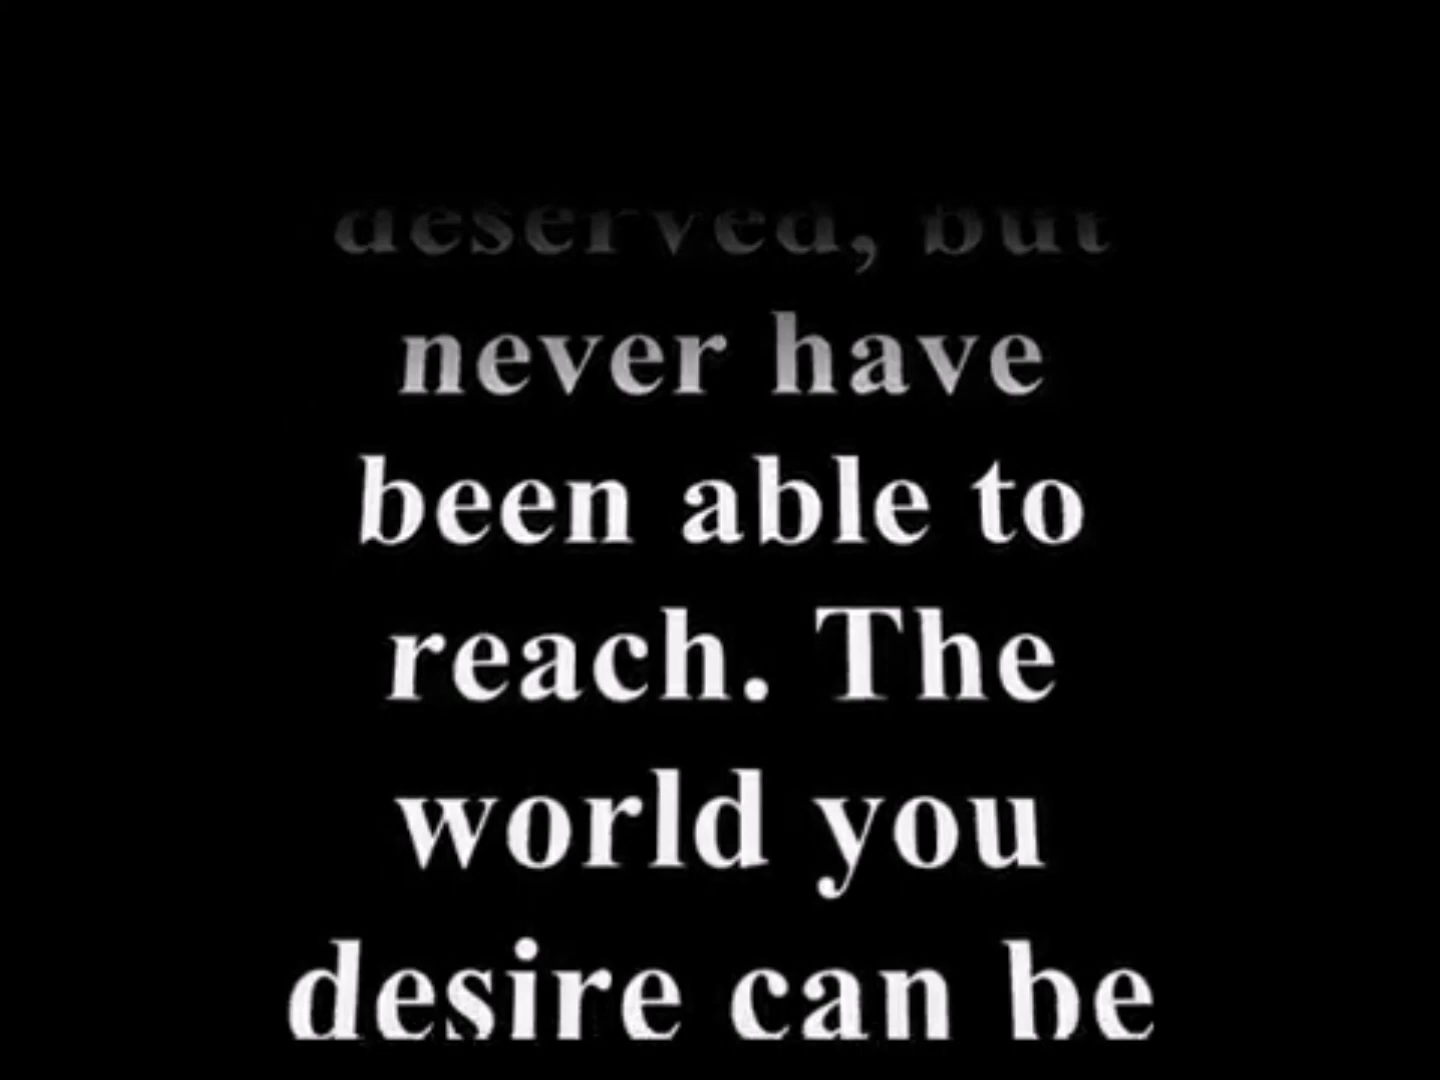 deserved, but
never have
been able to
reach. The
world you
desire can be